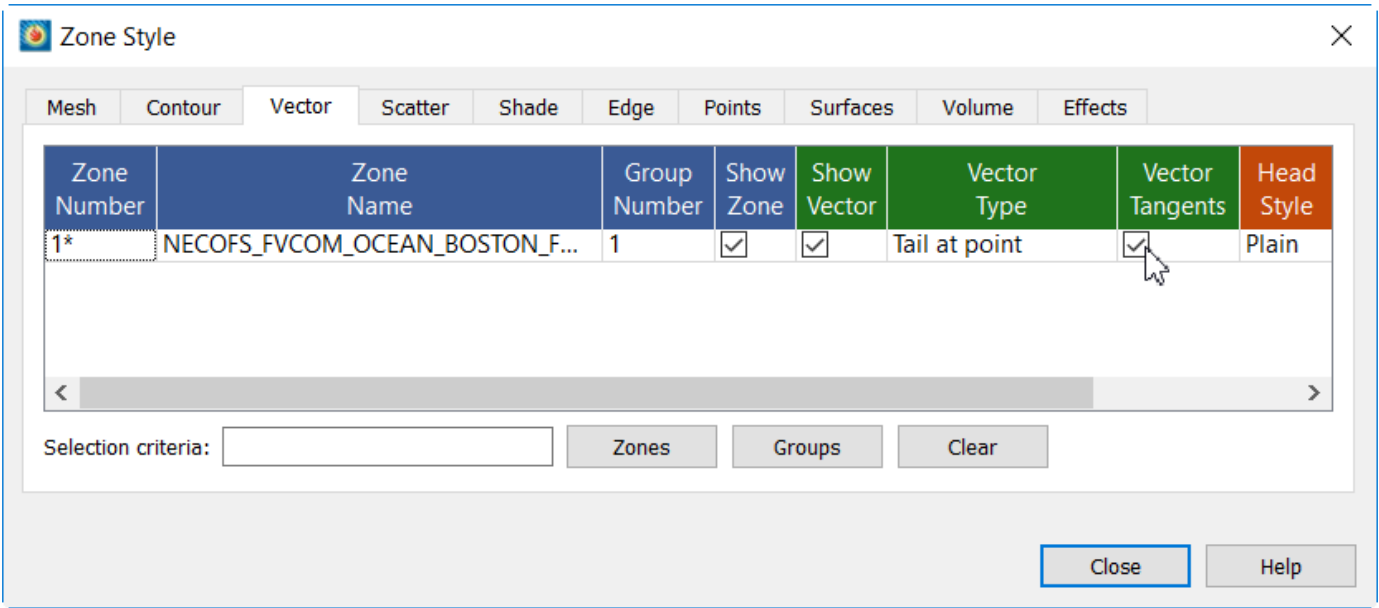 Zone Style
Mesh Contour Vector Scatter Shade Edge Points Surfaces Volume Effects
Zone Number Zone Name Group Number Show Zone Show Vector Vector Type Vector Tangents Head Style
1* NECOFS_FVCOM_OCEAN_BOSTON_F... 1 Tail at point Plain
Selection criteria: Zones Groups Clear
Close Help